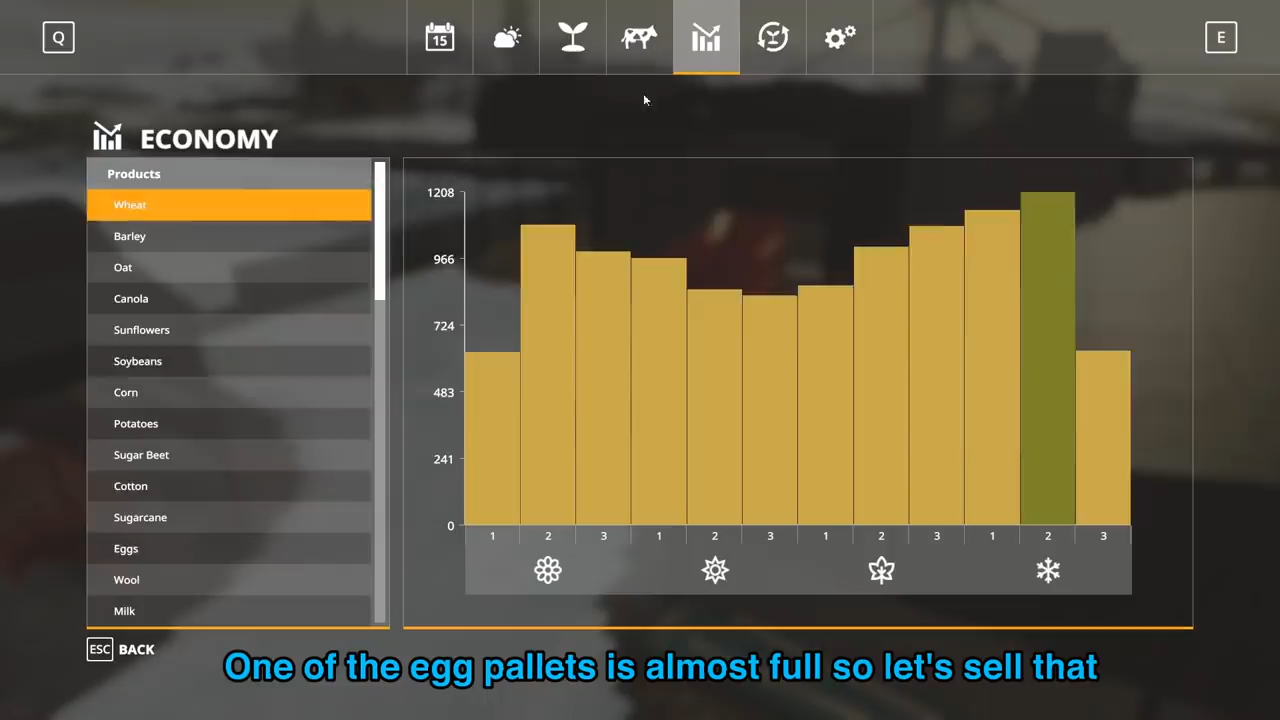 Q
15
E
ECONOMY
Products
Wheat
Barley
Oat
Canola
Sunflowers
Soybeans
Corn
Potatoes
Sugar Beet
Cotton
Sugarcane
Eggs
Wool
Milk
1208
966
724
483
241
0
1 2 3 1 2 3 1 2 3 1 2 3
ESC BACK
One of the egg pallets is almost full so let's sell that